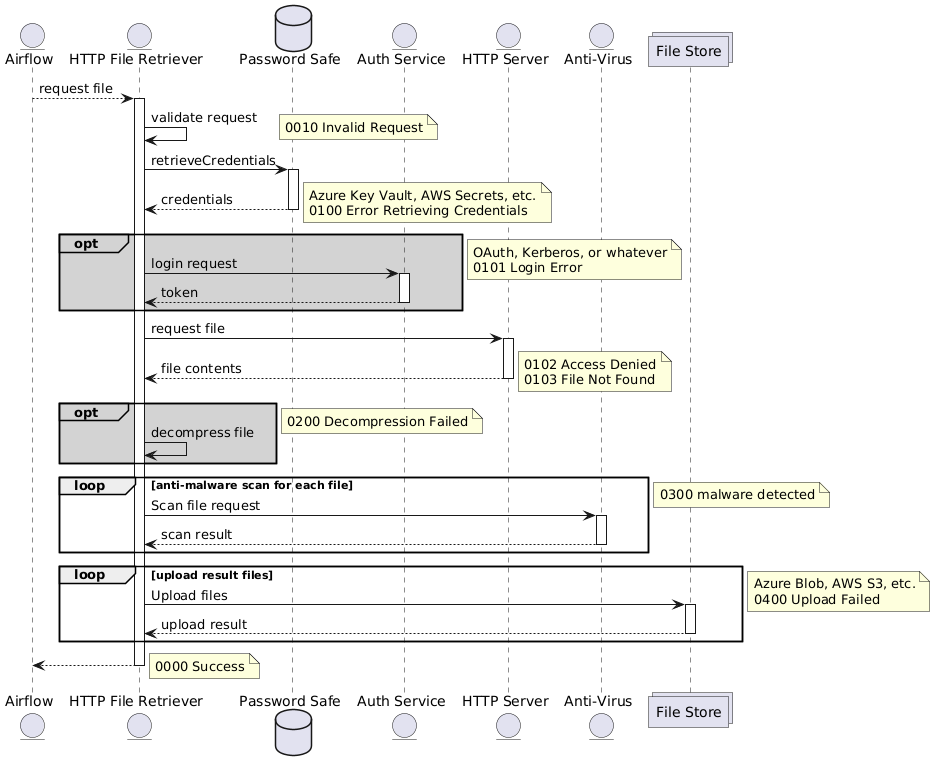 Airflow
HTTP File Retriever
Password Safe
Auth Service
HTTP Server
Anti-Virus
File Store
request file
validate request
0010 Invalid Request
retrieveCredentials
credentials
Azure Key Vault, AWS Secrets, etc.
0100 Error Retrieving Credentials
opt
OAuth, Kerberos, or whatever
0101 Login Error
login request
token
request file
file contents
0102 Access Denied
0103 File Not Found
opt
0200 Decompression Failed
decompress file
loop
[anti-malware scan for each file]
0300 malware detected
Scan file request
scan result
loop
[upload result files]
Azure Blob, AWS S3, etc.
0400 Upload Failed
Upload files
upload result
0000 Success
Airflow
HTTP File Retriever
Password Safe
Auth Service
HTTP Server
Anti-Virus
File Store